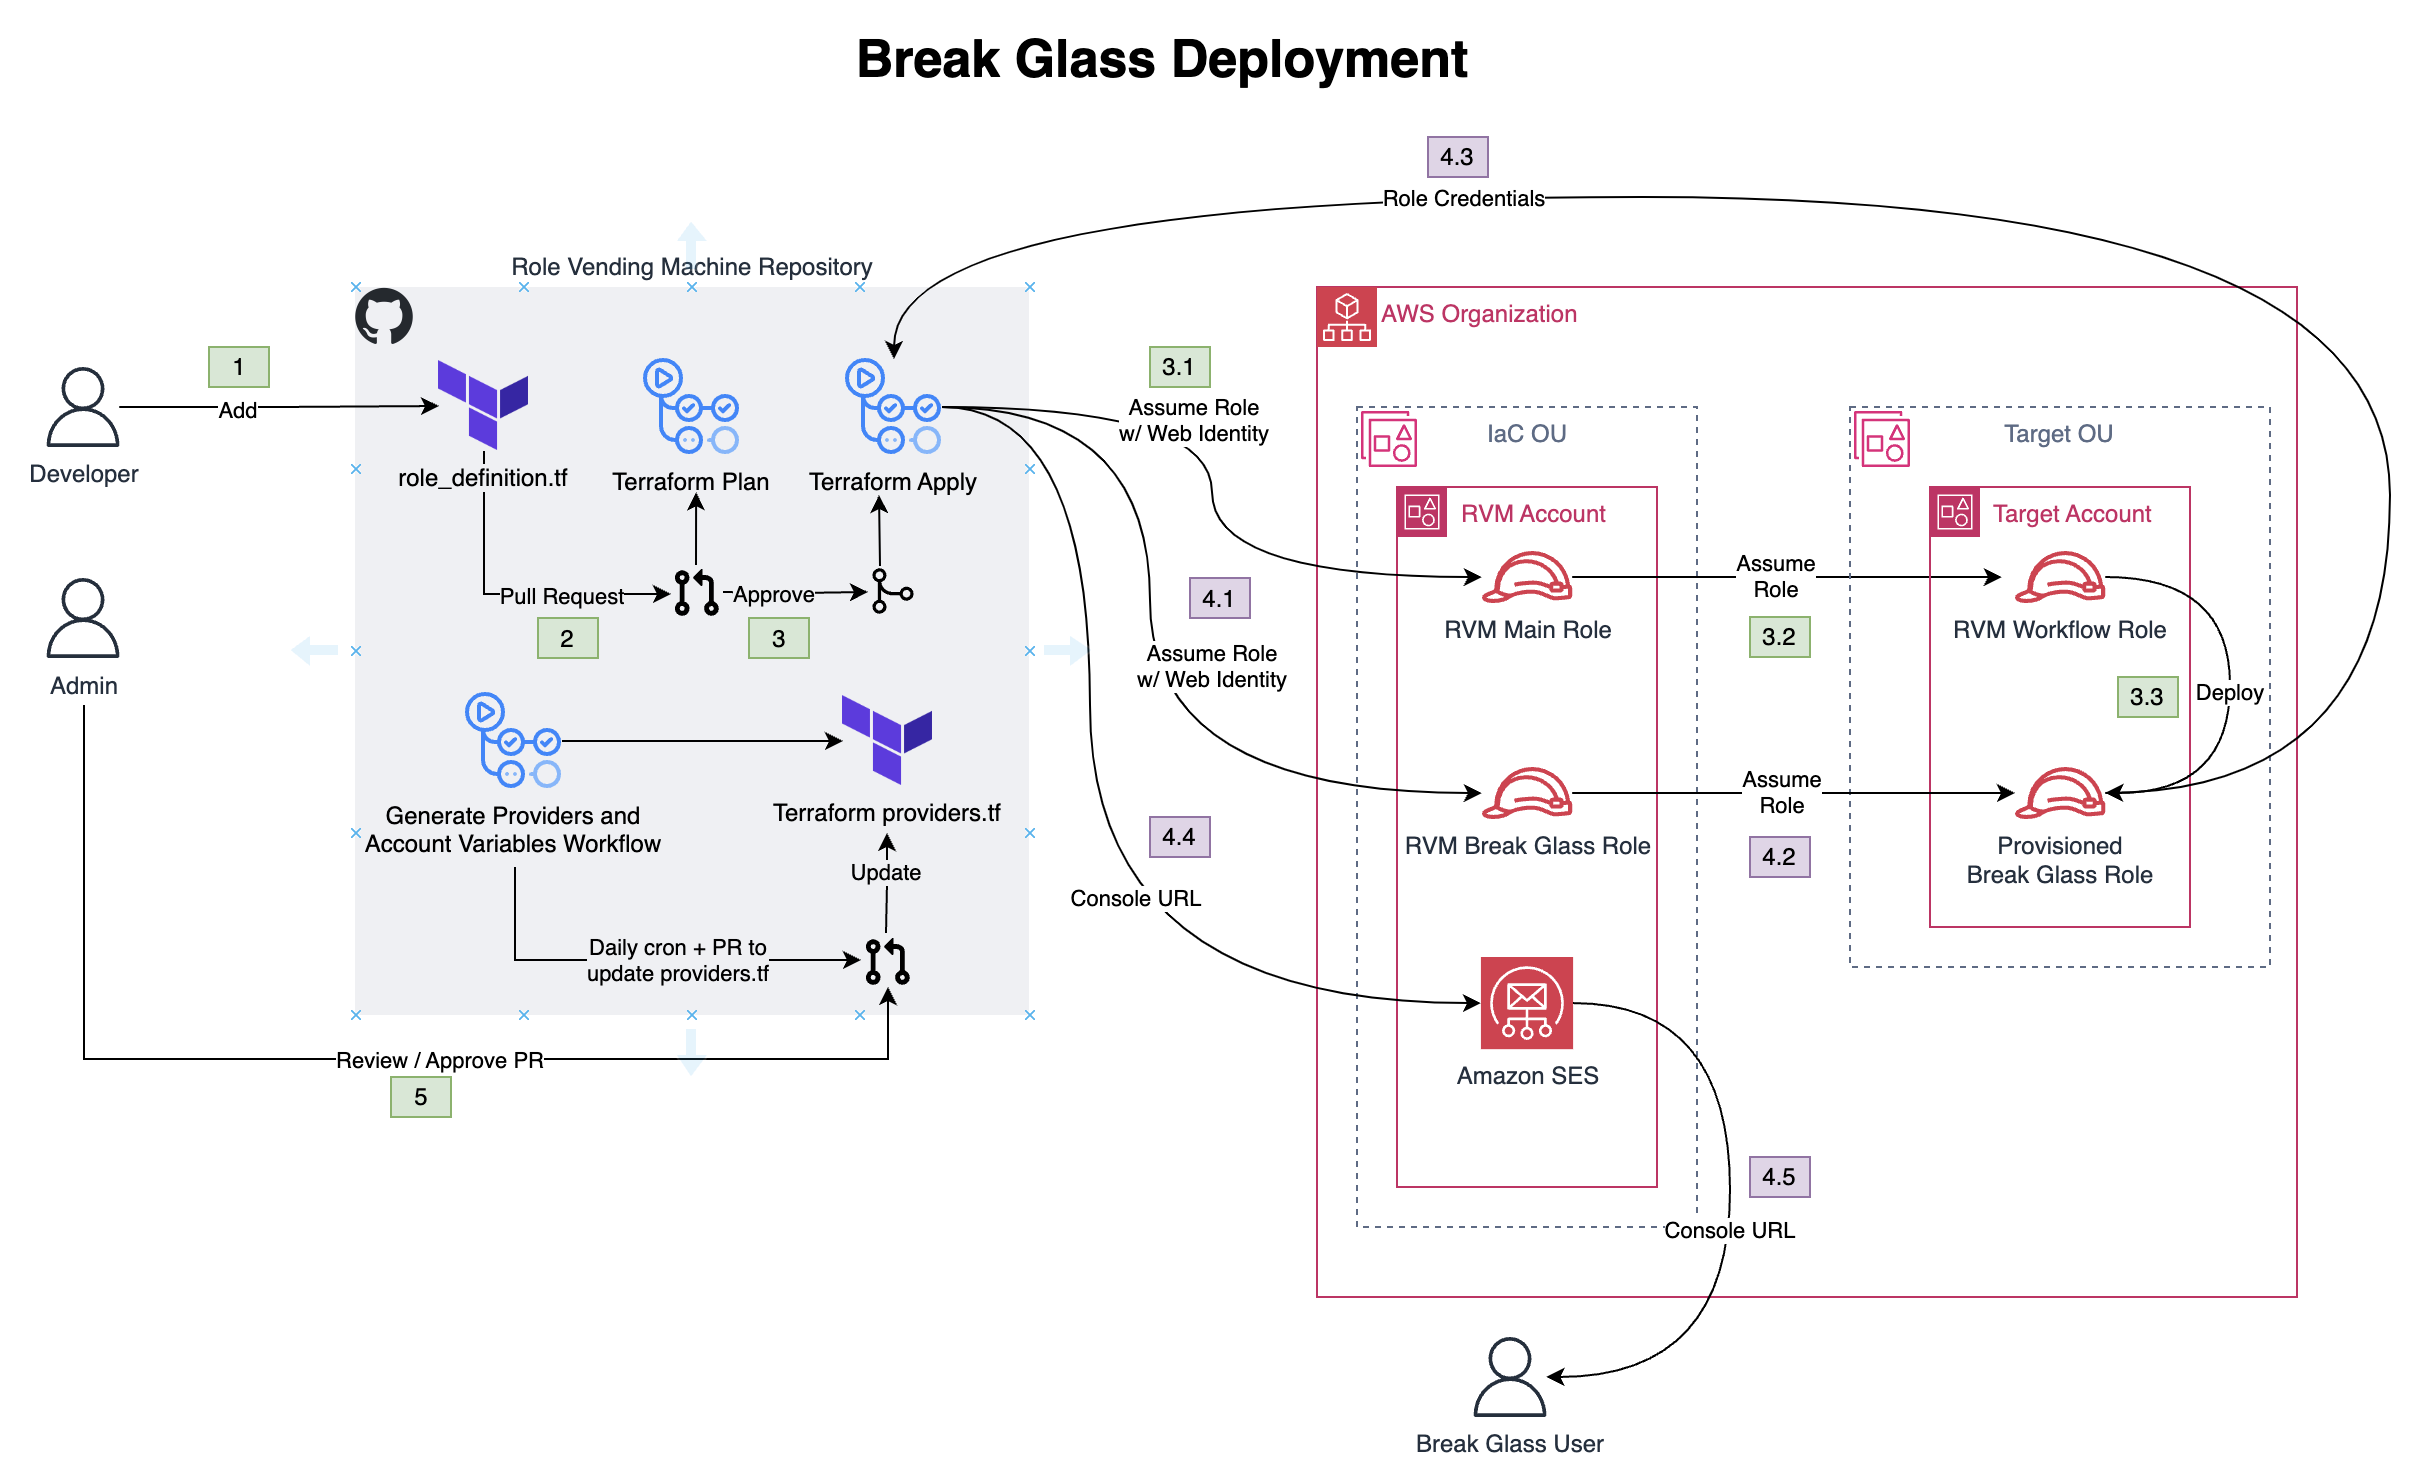 Break Glass Deployment
4.3
Role Credentials
Role Vending Machine Repository
AWS Organization
1
Add
Developer
role_definition.tf
Terraform Plan
Terraform Apply
3.1
Assume Role
w/ Web Identity
IaC OU
Target OU
RVM Account
Target Account
Pull Request
2
Approve
3
Admin
4.1
Assume Role
w/ Web Identity
RVM Main Role
Assume
Role
3.2
RVM Workflow Role
3.3
Deploy
Generate Providers and
Account Variables Workflow
Terraform providers.tf
Update
Daily cron + PR to
update providers.tf
4.4
Console URL
RVM Break Glass Role
Assume
Role
4.2
Provisioned
Break Glass Role
Review / Approve PR
5
Amazon SES
4.5
Console URL
Break Glass User